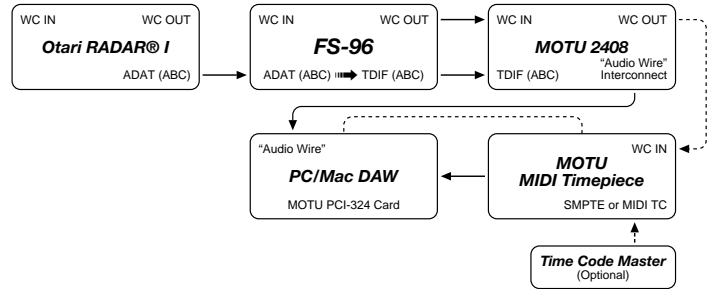 WC IN WC OUT
Otari RADAR® I
ADAT (ABC)
WC IN WC OUT
FS-96
ADAT (ABC) TDIF (ABC)
WC IN WC OUT
MOTU 2408
"Audio Wire"
TDIF (ABC) Interconnect
"Audio Wire"
PC/Mac DAW
MOTU PCI-324 Card
WC IN
MOTU
MIDI Timepiece
SMPTE or MIDI TC
Time Code Master
(Optional)